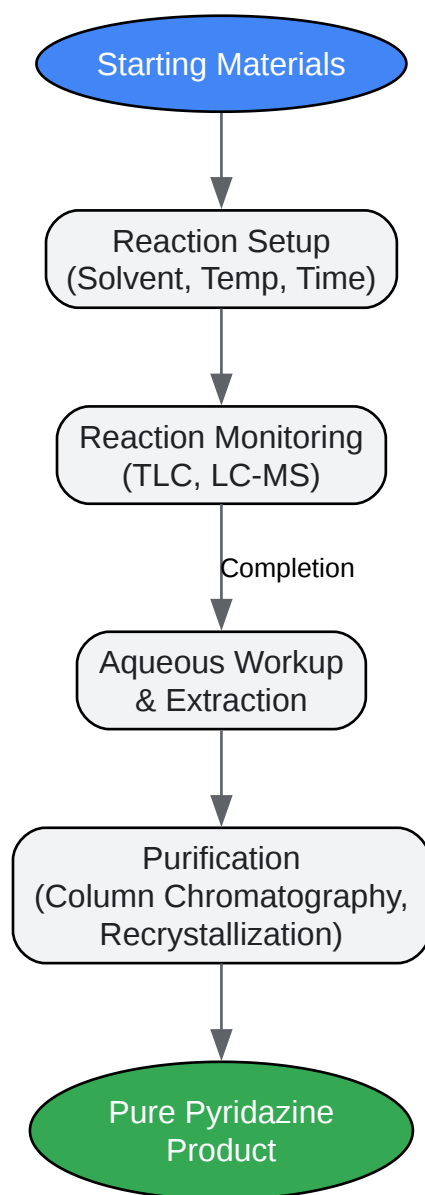 Starting Materials
Reaction Setup
(Solvent, Temp, Time)
Reaction Monitoring
(TLC, LC-MS)
Completion
Aqueous Workup
& Extraction
Purification
(Column Chromatography,
Recrystallization)
Pure Pyridazine
Product